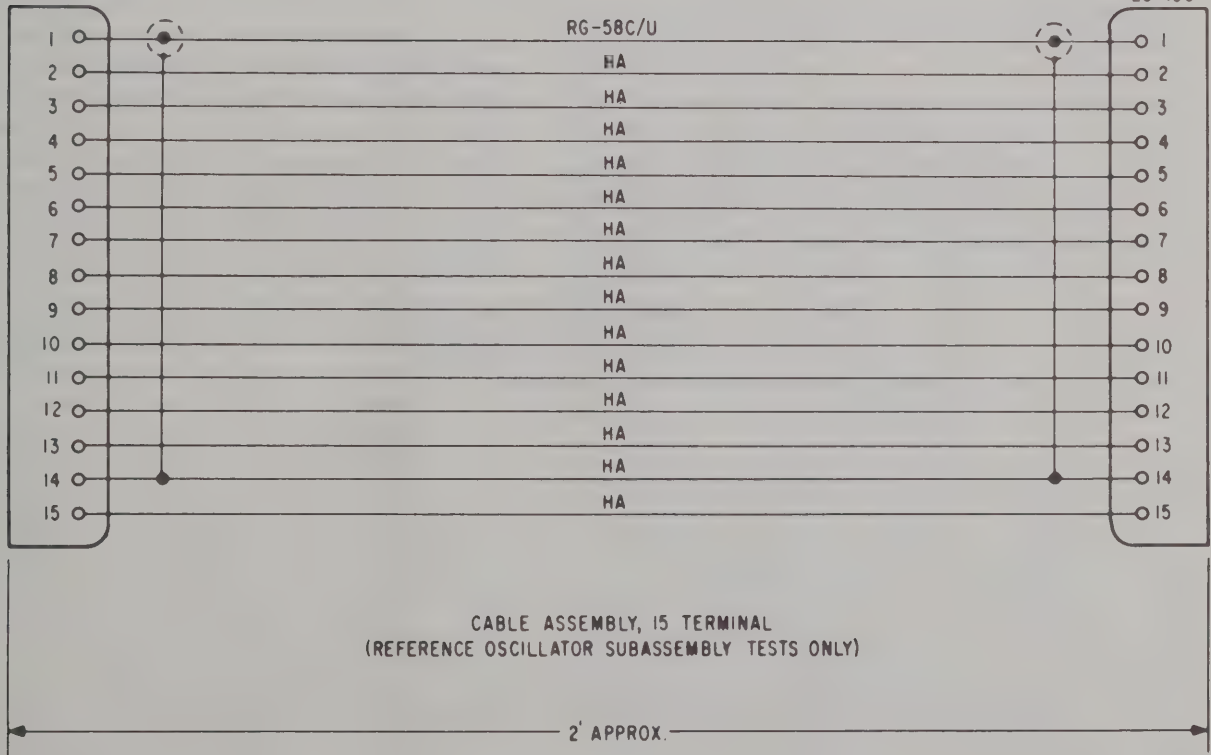 1 RG-58C/U 1
2 HA 2
3 HA 3
4 HA 4
5 HA 5
6 HA 6
7 HA 7
8 HA 8
9 HA 9
10 HA 10
11 HA 11
12 HA 12
13 HA 13
14 HA 14
15 HA 15
CABLE ASSEMBLY, 15 TERMINAL
(REFERENCE OSCILLATOR SUBASSEMBLY TESTS ONLY)
2' APPROX.